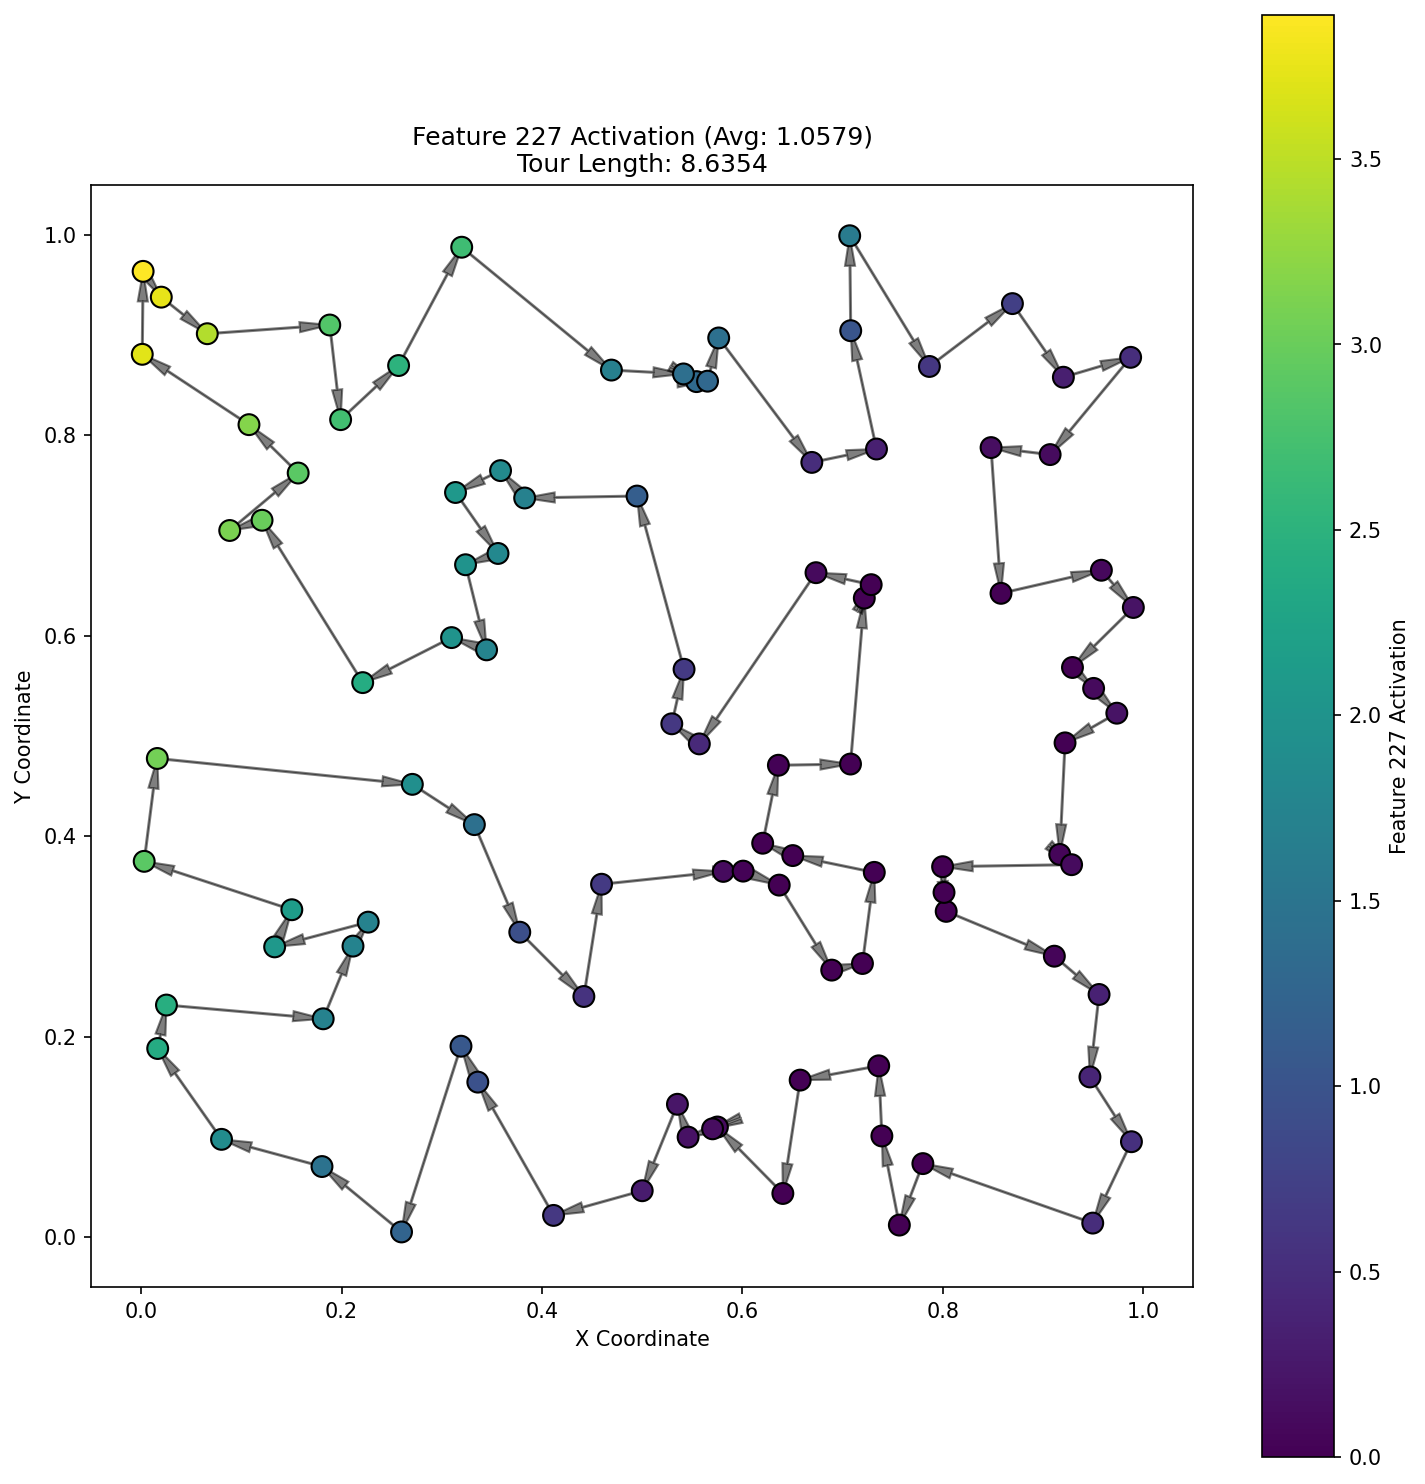 Feature 227 Activation (Avg: 1.0579)
Tour Length: 8.6354
1.0
0.8
0.6
0.4
0.2
0.0
Y Coordinate
0.0 0.2 0.4 0.6 0.8 1.0
X Coordinate
3.5
3.0
2.5
2.0
1.5
1.0
0.5
0.0
Feature 227 Activation